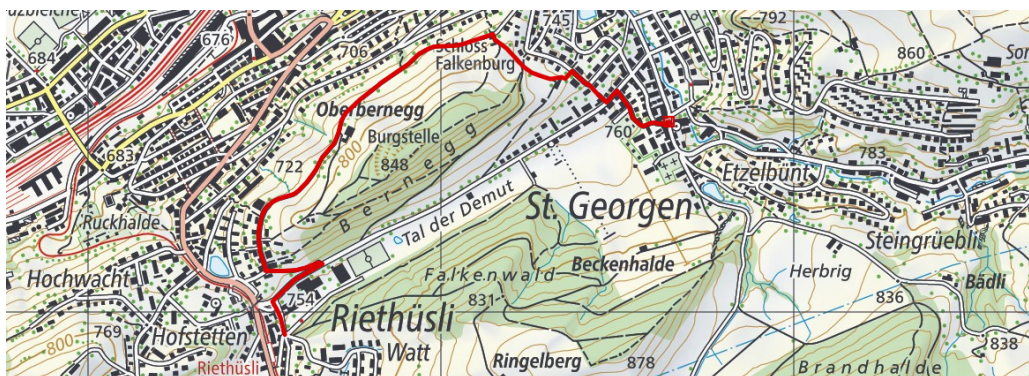 745
792
684
676
706
Schloss
Falkenburg
860
Oberbernegg
Burgstelle
800
848
760
683
722
Bernegg
783
Etzelbünt
Tal der Demut
St. Georgen
Ruckhalde
Steingrüebli
Hochwacht
Falkenwald
Beckenhalde
Herbrig
Bädli
754
831
836
Riethüsli
769
Hofstetten
Watt
838
800
Riethüsli
Ringelberg
878
Brandhalde